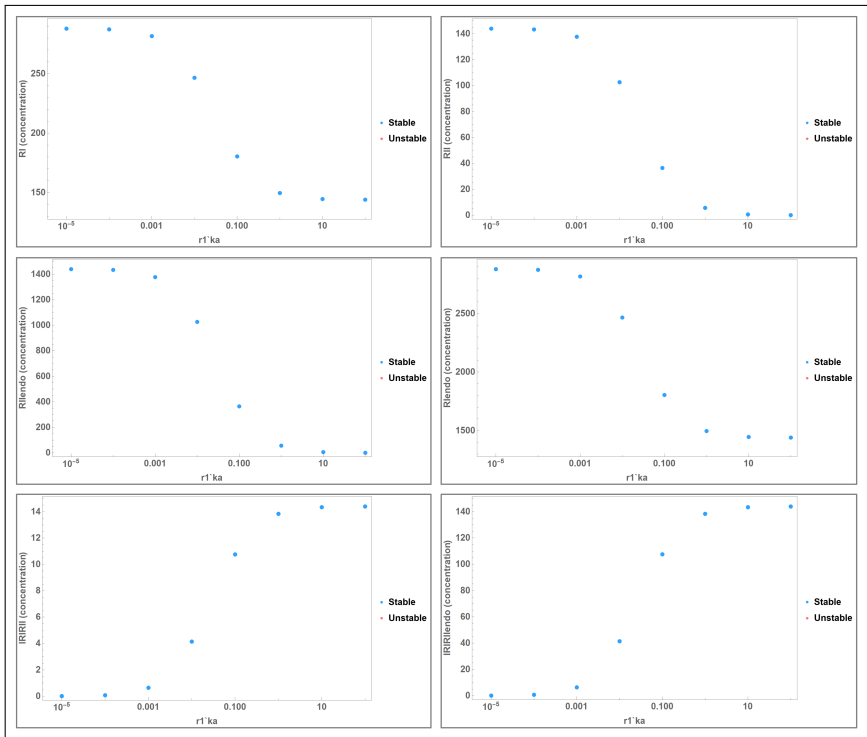 RI (concentration)
250
200
150
10⁻⁵
0.001
0.100
10
r1`ka
Stable
Unstable
RII (concentration)
140
120
100
80
60
40
20
0
10⁻⁵
0.001
0.100
10
r1`ka
Stable
Unstable
RIIendo (concentration)
1400
1200
1000
800
600
400
200
0
10⁻⁵
0.001
0.100
10
r1`ka
Stable
Unstable
RIendo (concentration)
2500
2000
1500
10⁻⁵
0.001
0.100
10
r1`ka
Stable
Unstable
lRIRII (concentration)
14
12
10
8
6
4
2
0
10⁻⁵
0.001
0.100
10
r1`ka
Stable
Unstable
lRIRIIendo (concentration)
140
120
100
80
60
40
20
0
10⁻⁵
0.001
0.100
10
r1`ka
Stable
Unstable